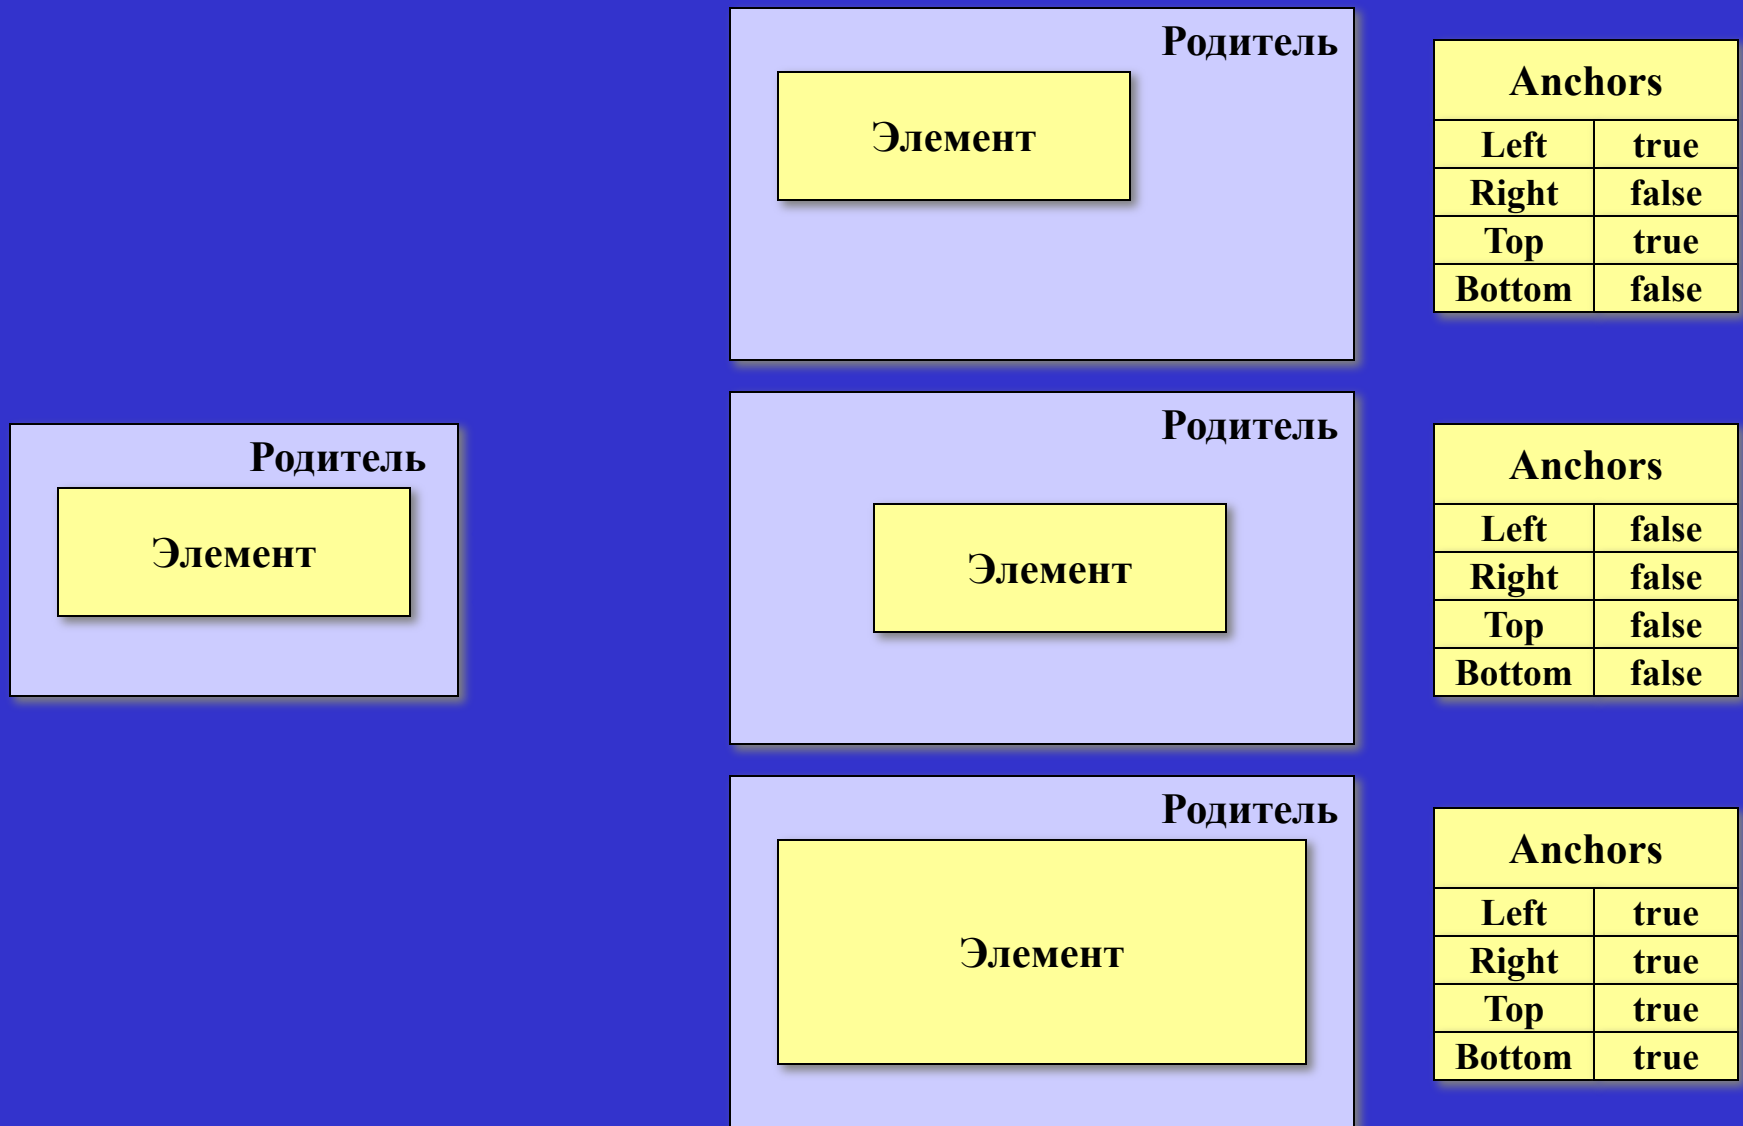 Родитель
Элемент
Родитель
Элемент
Anchors
Left true
Right false
Top true
Bottom false
Родитель
Элемент
Anchors
Left false
Right false
Top false
Bottom false
Родитель
Элемент
Anchors
Left true
Right true
Top true
Bottom true